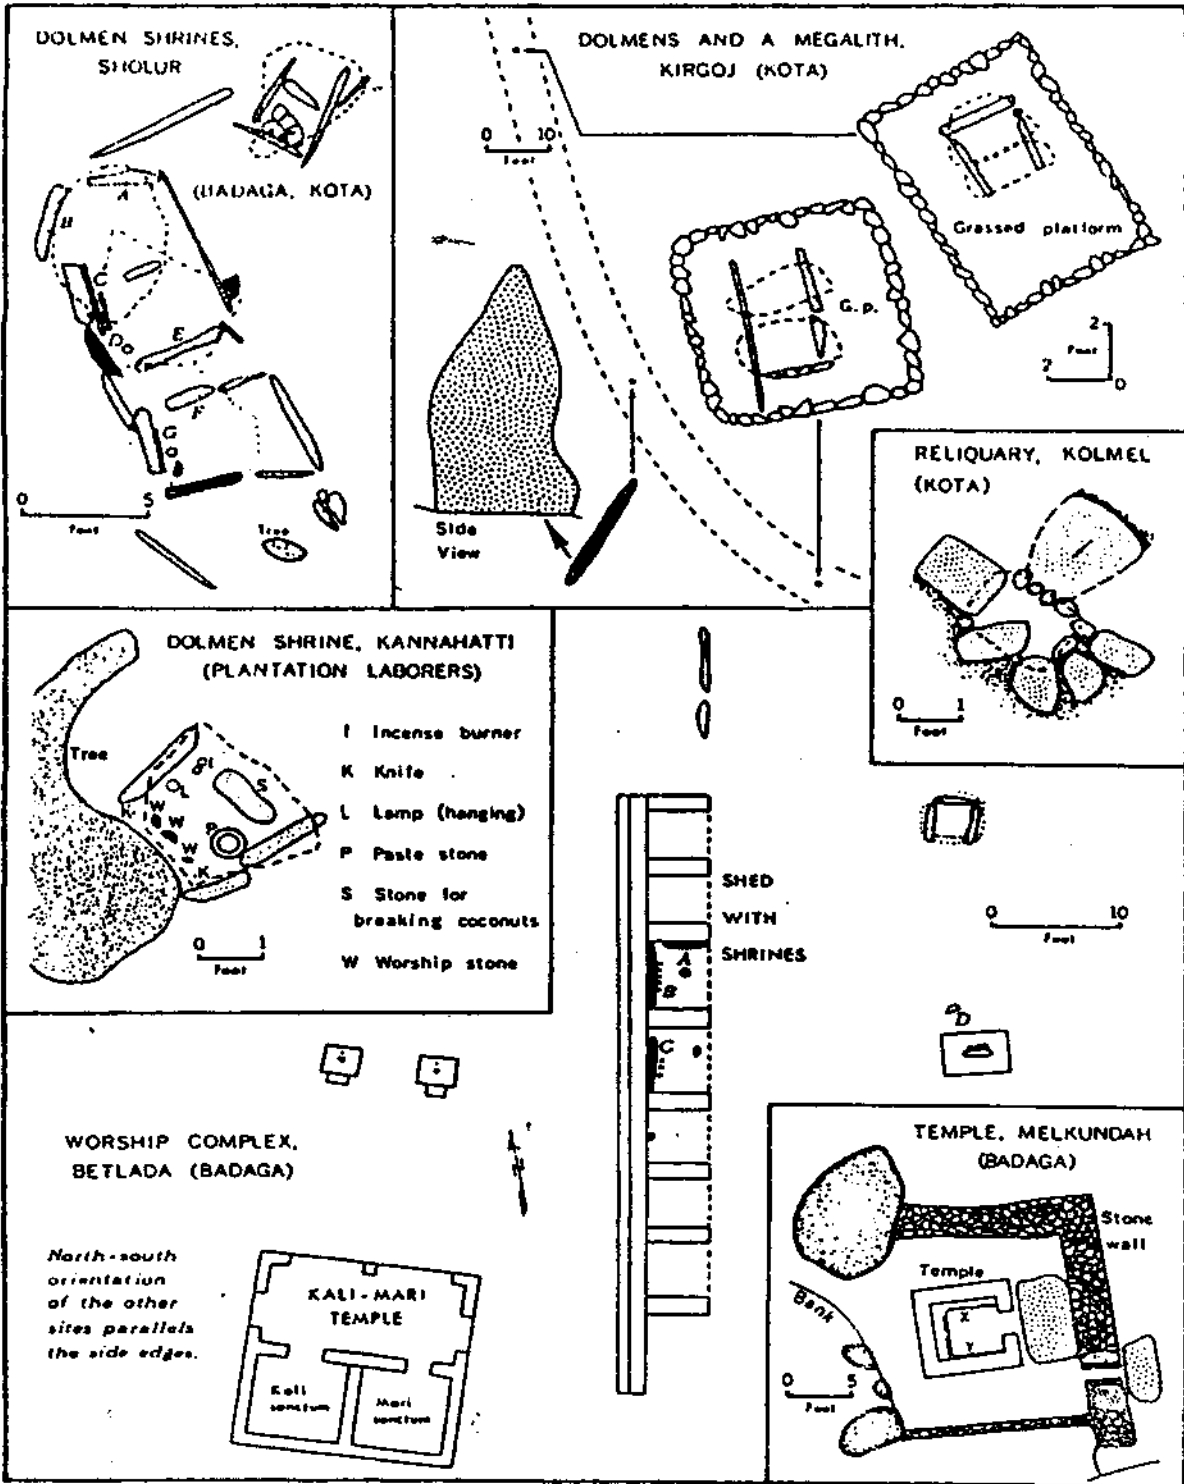 DOLMEN SHRINES,
SHOLUR
(BADAGA, KOTA)
A
H
C
D
E
F
G
B
0 5
Feet
Tree
DOLMENS AND A MEGALITH,
KIRGOJ (KOTA)
0 10
Feet
Grassed platform
G.p.
2
Feet
2 0
Side
View
RELIQUARY, KOLMEL
(KOTA)
0 1
Feet
DOLMEN SHRINE, KANNAHATTI
(PLANTATION LABORERS)
Tree
I Incense burner
K Knife
L Lamp (hanging)
P Paste stone
S Stone for
breaking coconuts
W Worship stone
I
L
S
K
W
W
P
W
K
0 1
Feet
SHED
WITH
SHRINES
A
B
C
0 10
Feet
D
WORSHIP COMPLEX,
BETLADA (BADAGA)
N
North-south
orientation
of the other
sites parallels
the side edges.
KALI-MARI
TEMPLE
Kali
sanctum
Mari
sanctum
TEMPLE, MELKUNDAH
(BADAGA)
Stone
wall
Temple
Bank
X
Y
0 5
Feet